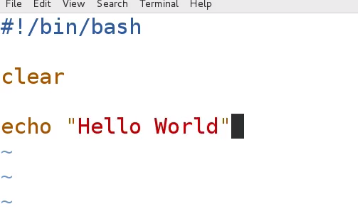 File Edit View Search Terminal Help
#!/bin/bash
clear
echo "Hello World"
~
~
~